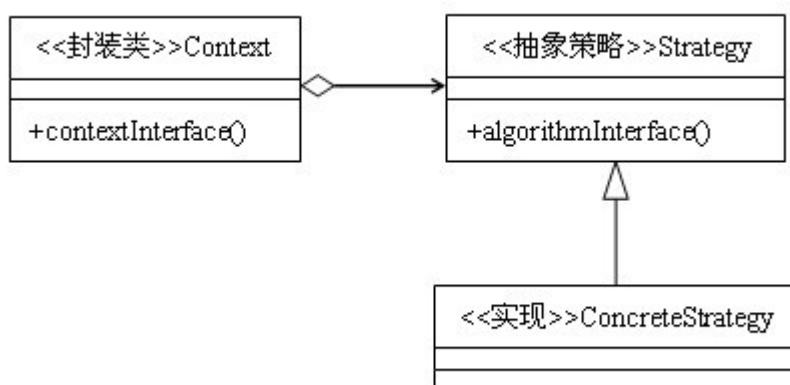 <<封装类>>Context
<<抽象策略>>Strategy
+contextInterface()
+algorithmInterface()
<<实现>>ConcreteStrategy